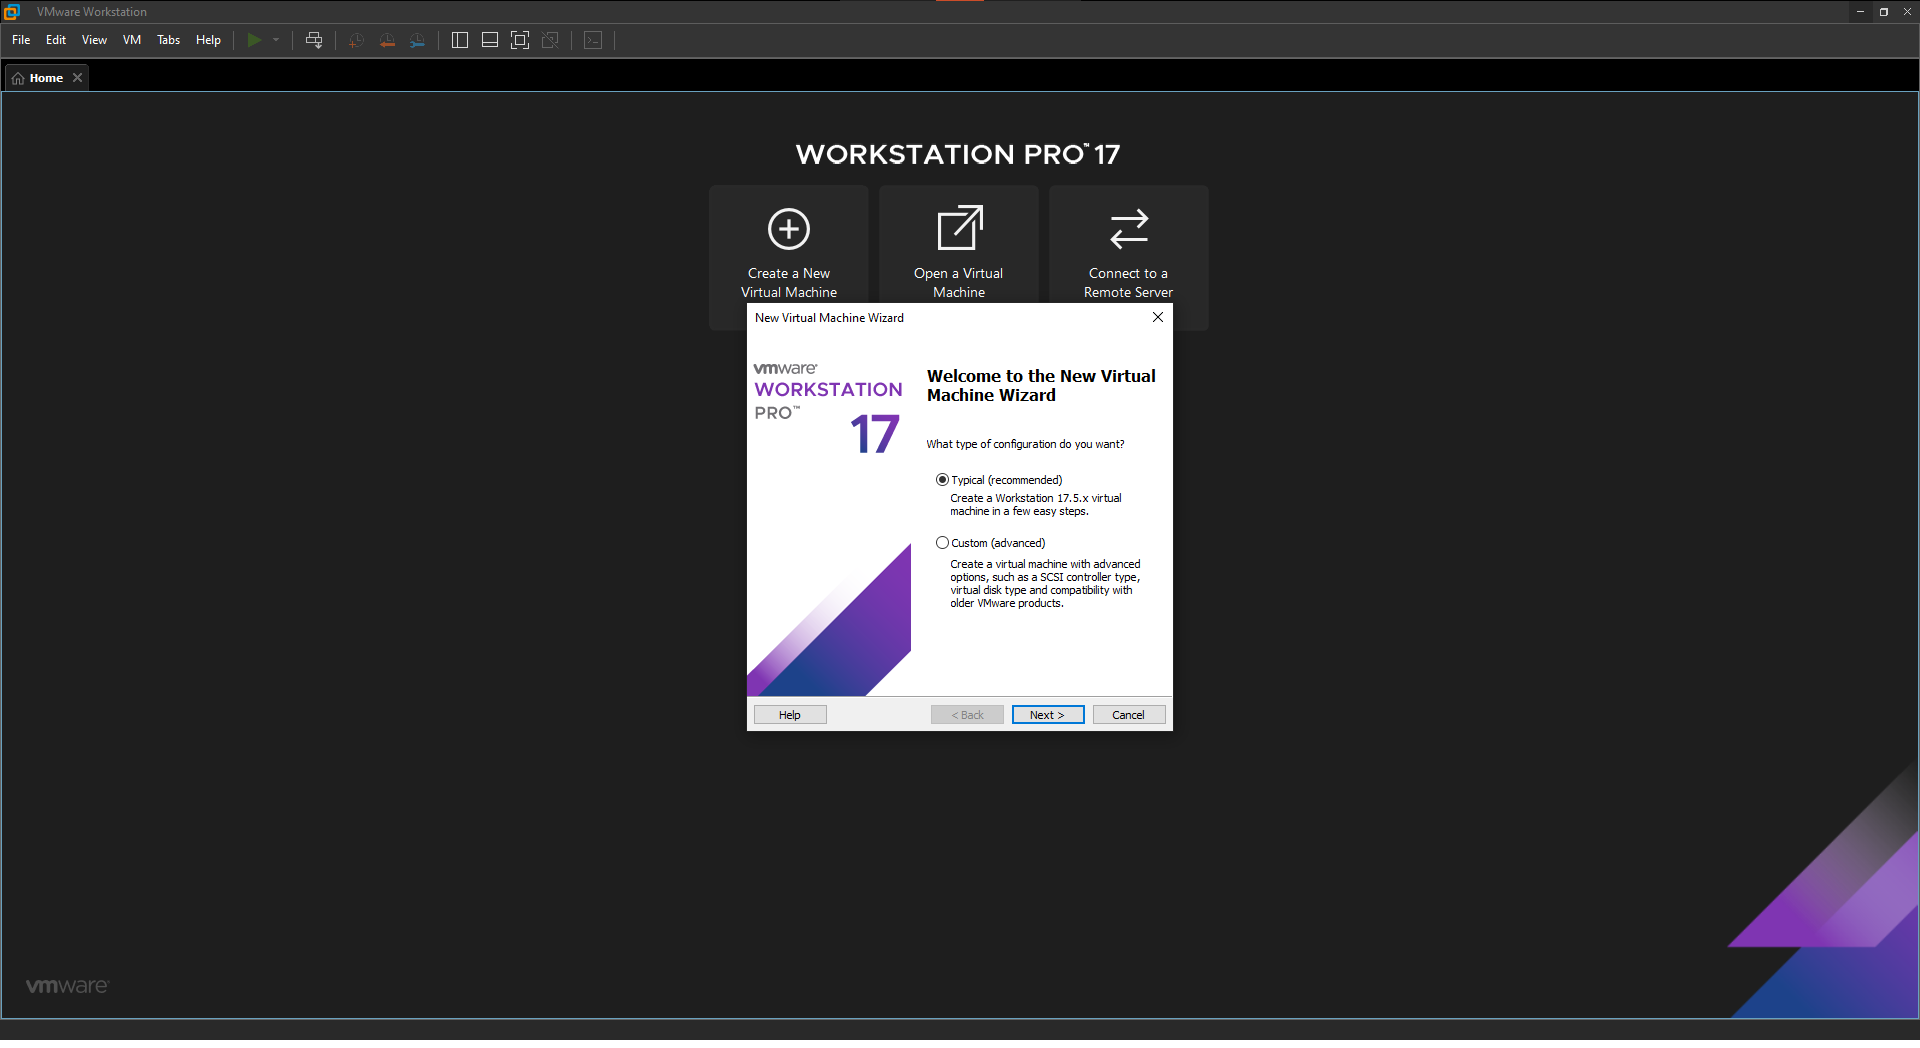 VMware Workstation
File Edit View VM Tabs Help
Home
WORKSTATION PRO™ 17
Create a New
Virtual Machine
Open a Virtual
Machine
Connect to a
Remote Server
New Virtual Machine Wizard
vmware®
WORKSTATION
PRO™
17
Welcome to the New Virtual
Machine Wizard
What type of configuration do you want?
Typical (recommended)
Create a Workstation 17.5.x virtual
machine in a few easy steps.
Custom (advanced)
Create a virtual machine with advanced
options, such as a SCSI controller type,
virtual disk type and compatibility with
older VMware products.
Help < Back Next > Cancel
vmware®